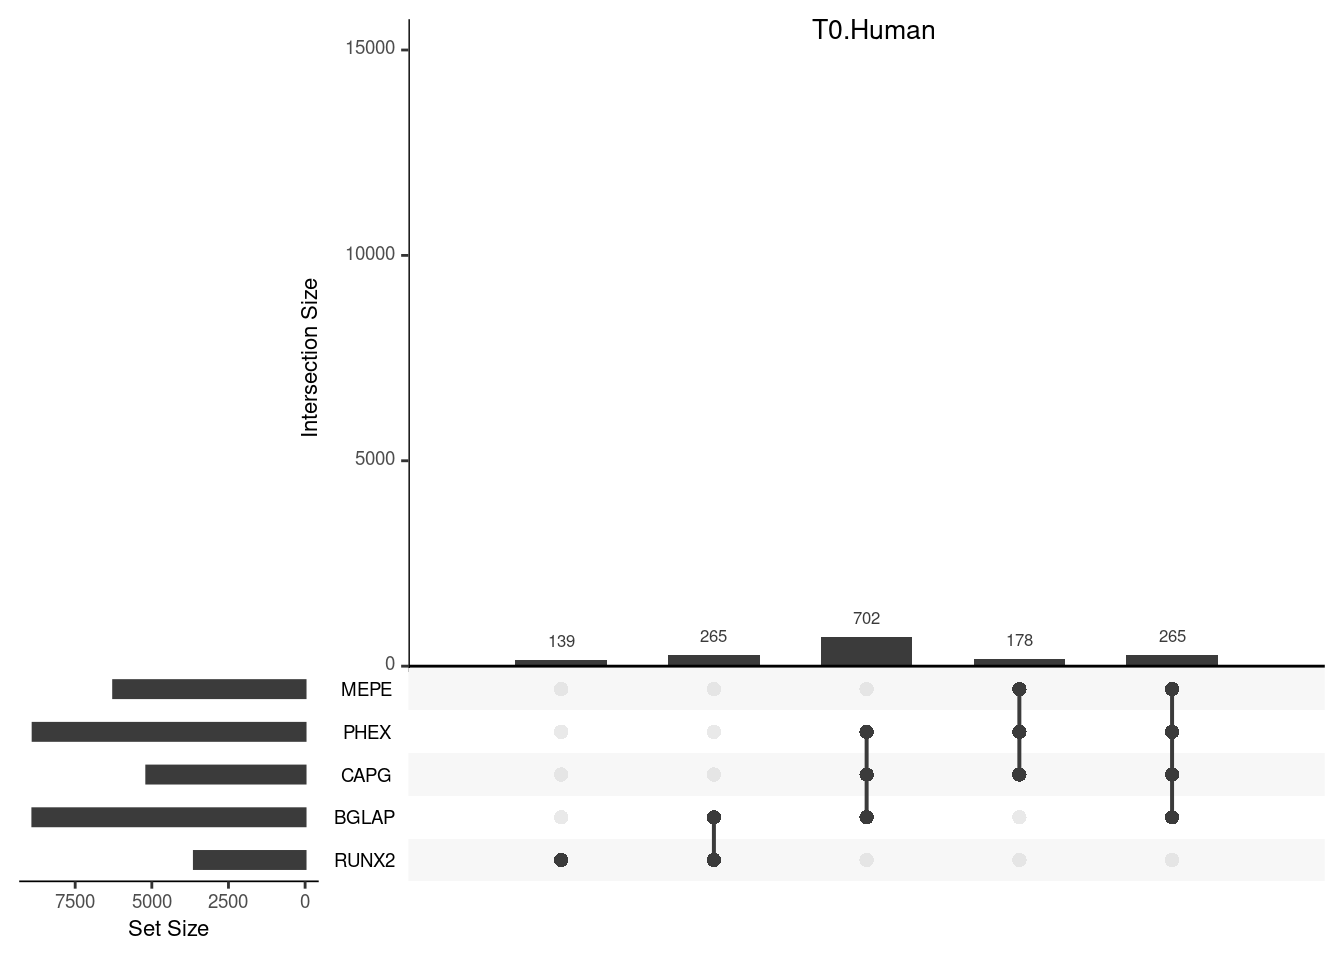 T0.Human
15000
10000
5000
0
Intersection Size
139
265
702
178
265
MEPE
PHEX
CAPG
BGLAP
RUNX2
7500 5000 2500 0
Set Size